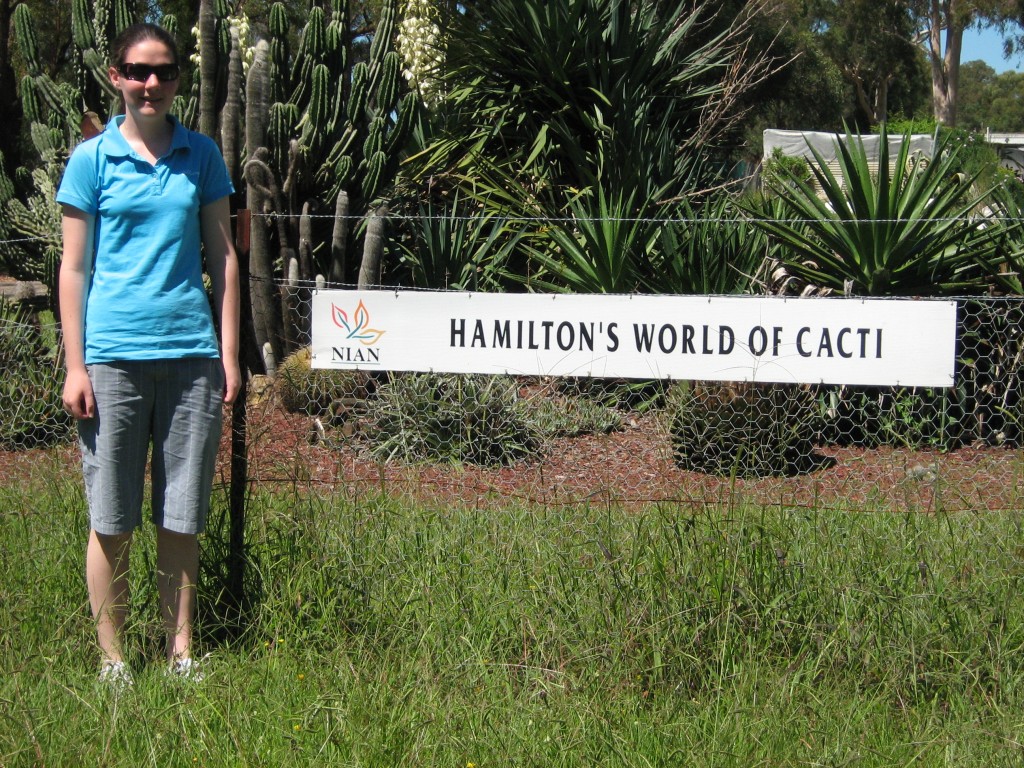 NIAN
HAMILTON'S WORLD OF CACTI